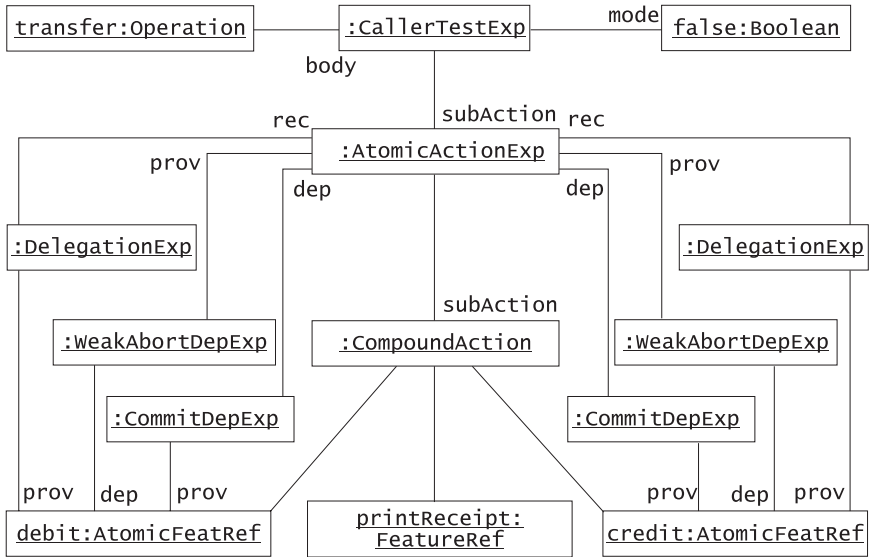 transfer:Operation
:CallerTestExp
mode
false:Boolean
body
subAction
rec
rec
:AtomicActionExp
prov
prov
dep
dep
:DelegationExp
:DelegationExp
subAction
:WeakAbortDepExp
:CompoundAction
:WeakAbortDepExp
:CommitDepExp
:CommitDepExp
prov
dep
prov
prov
dep
prov
debit:AtomicFeatRef
printReceipt:
FeatureRef
credit:AtomicFeatRef